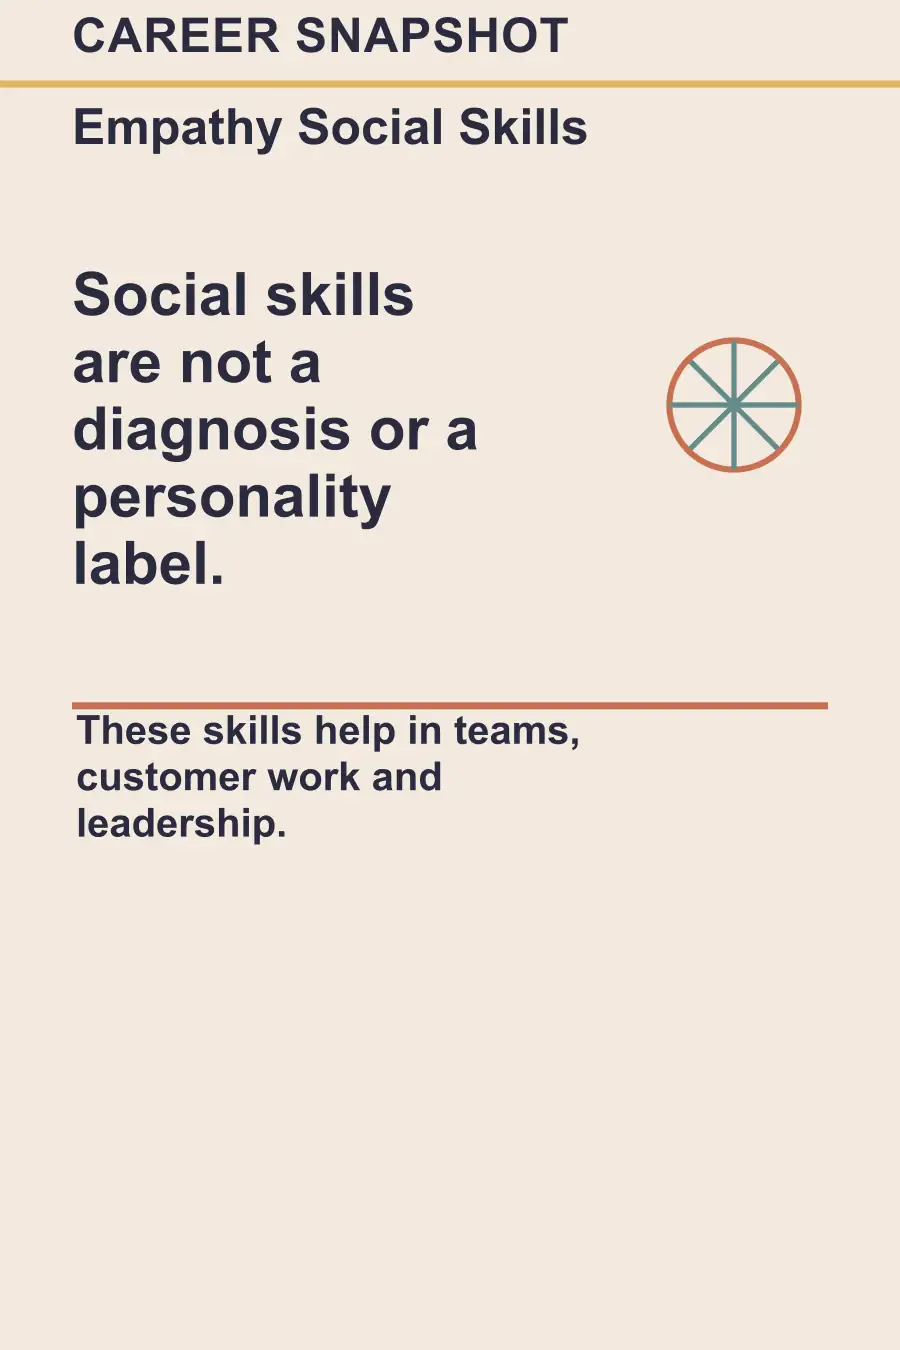 CAREER SNAPSHOT
Empathy Social Skills
Social skills
are not a
diagnosis or a
personality
label.
These skills help in teams,
customer work and
leadership.